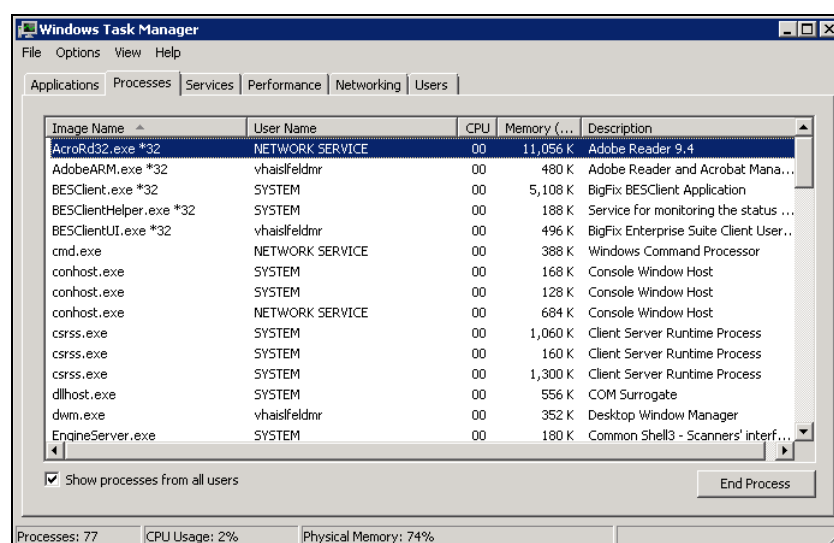 Windows Task Manager
File Options View Help
Applications Processes Services Performance Networking Users
Image Name User Name CPU Memory (... Description
AcroRd32.exe *32 NETWORK SERVICE 00 11,056 K Adobe Reader 9.4
AdobeARM.exe *32 vhaislfeldmr 00 480 K Adobe Reader and Acrobat Mana...
BESClient.exe *32 SYSTEM 00 5,108 K BigFix BESClient Application
BESClientHelper.exe *32 SYSTEM 00 188 K Service for monitoring the status ...
BESClientUI.exe *32 vhaislfeldmr 00 496 K BigFix Enterprise Suite Client User...
cmd.exe NETWORK SERVICE 00 388 K Windows Command Processor
conhost.exe SYSTEM 00 168 K Console Window Host
conhost.exe SYSTEM 00 128 K Console Window Host
conhost.exe NETWORK SERVICE 00 684 K Console Window Host
csrss.exe SYSTEM 00 1,060 K Client Server Runtime Process
csrss.exe SYSTEM 00 160 K Client Server Runtime Process
csrss.exe SYSTEM 00 1,300 K Client Server Runtime Process
dllhost.exe SYSTEM 00 556 K COM Surrogate
dwm.exe vhaislfeldmr 00 352 K Desktop Window Manager
EngineServer.exe SYSTEM 00 180 K Common Shell3 - Scanners' interf...
Show processes from all users
End Process
Processes: 77 CPU Usage: 2% Physical Memory: 74%